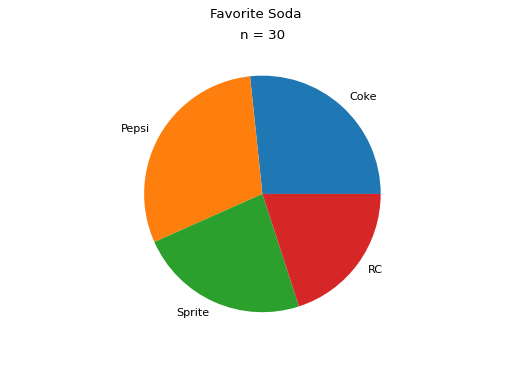 Favorite Soda
n = 30
Coke
Pepsi
RC
Sprite